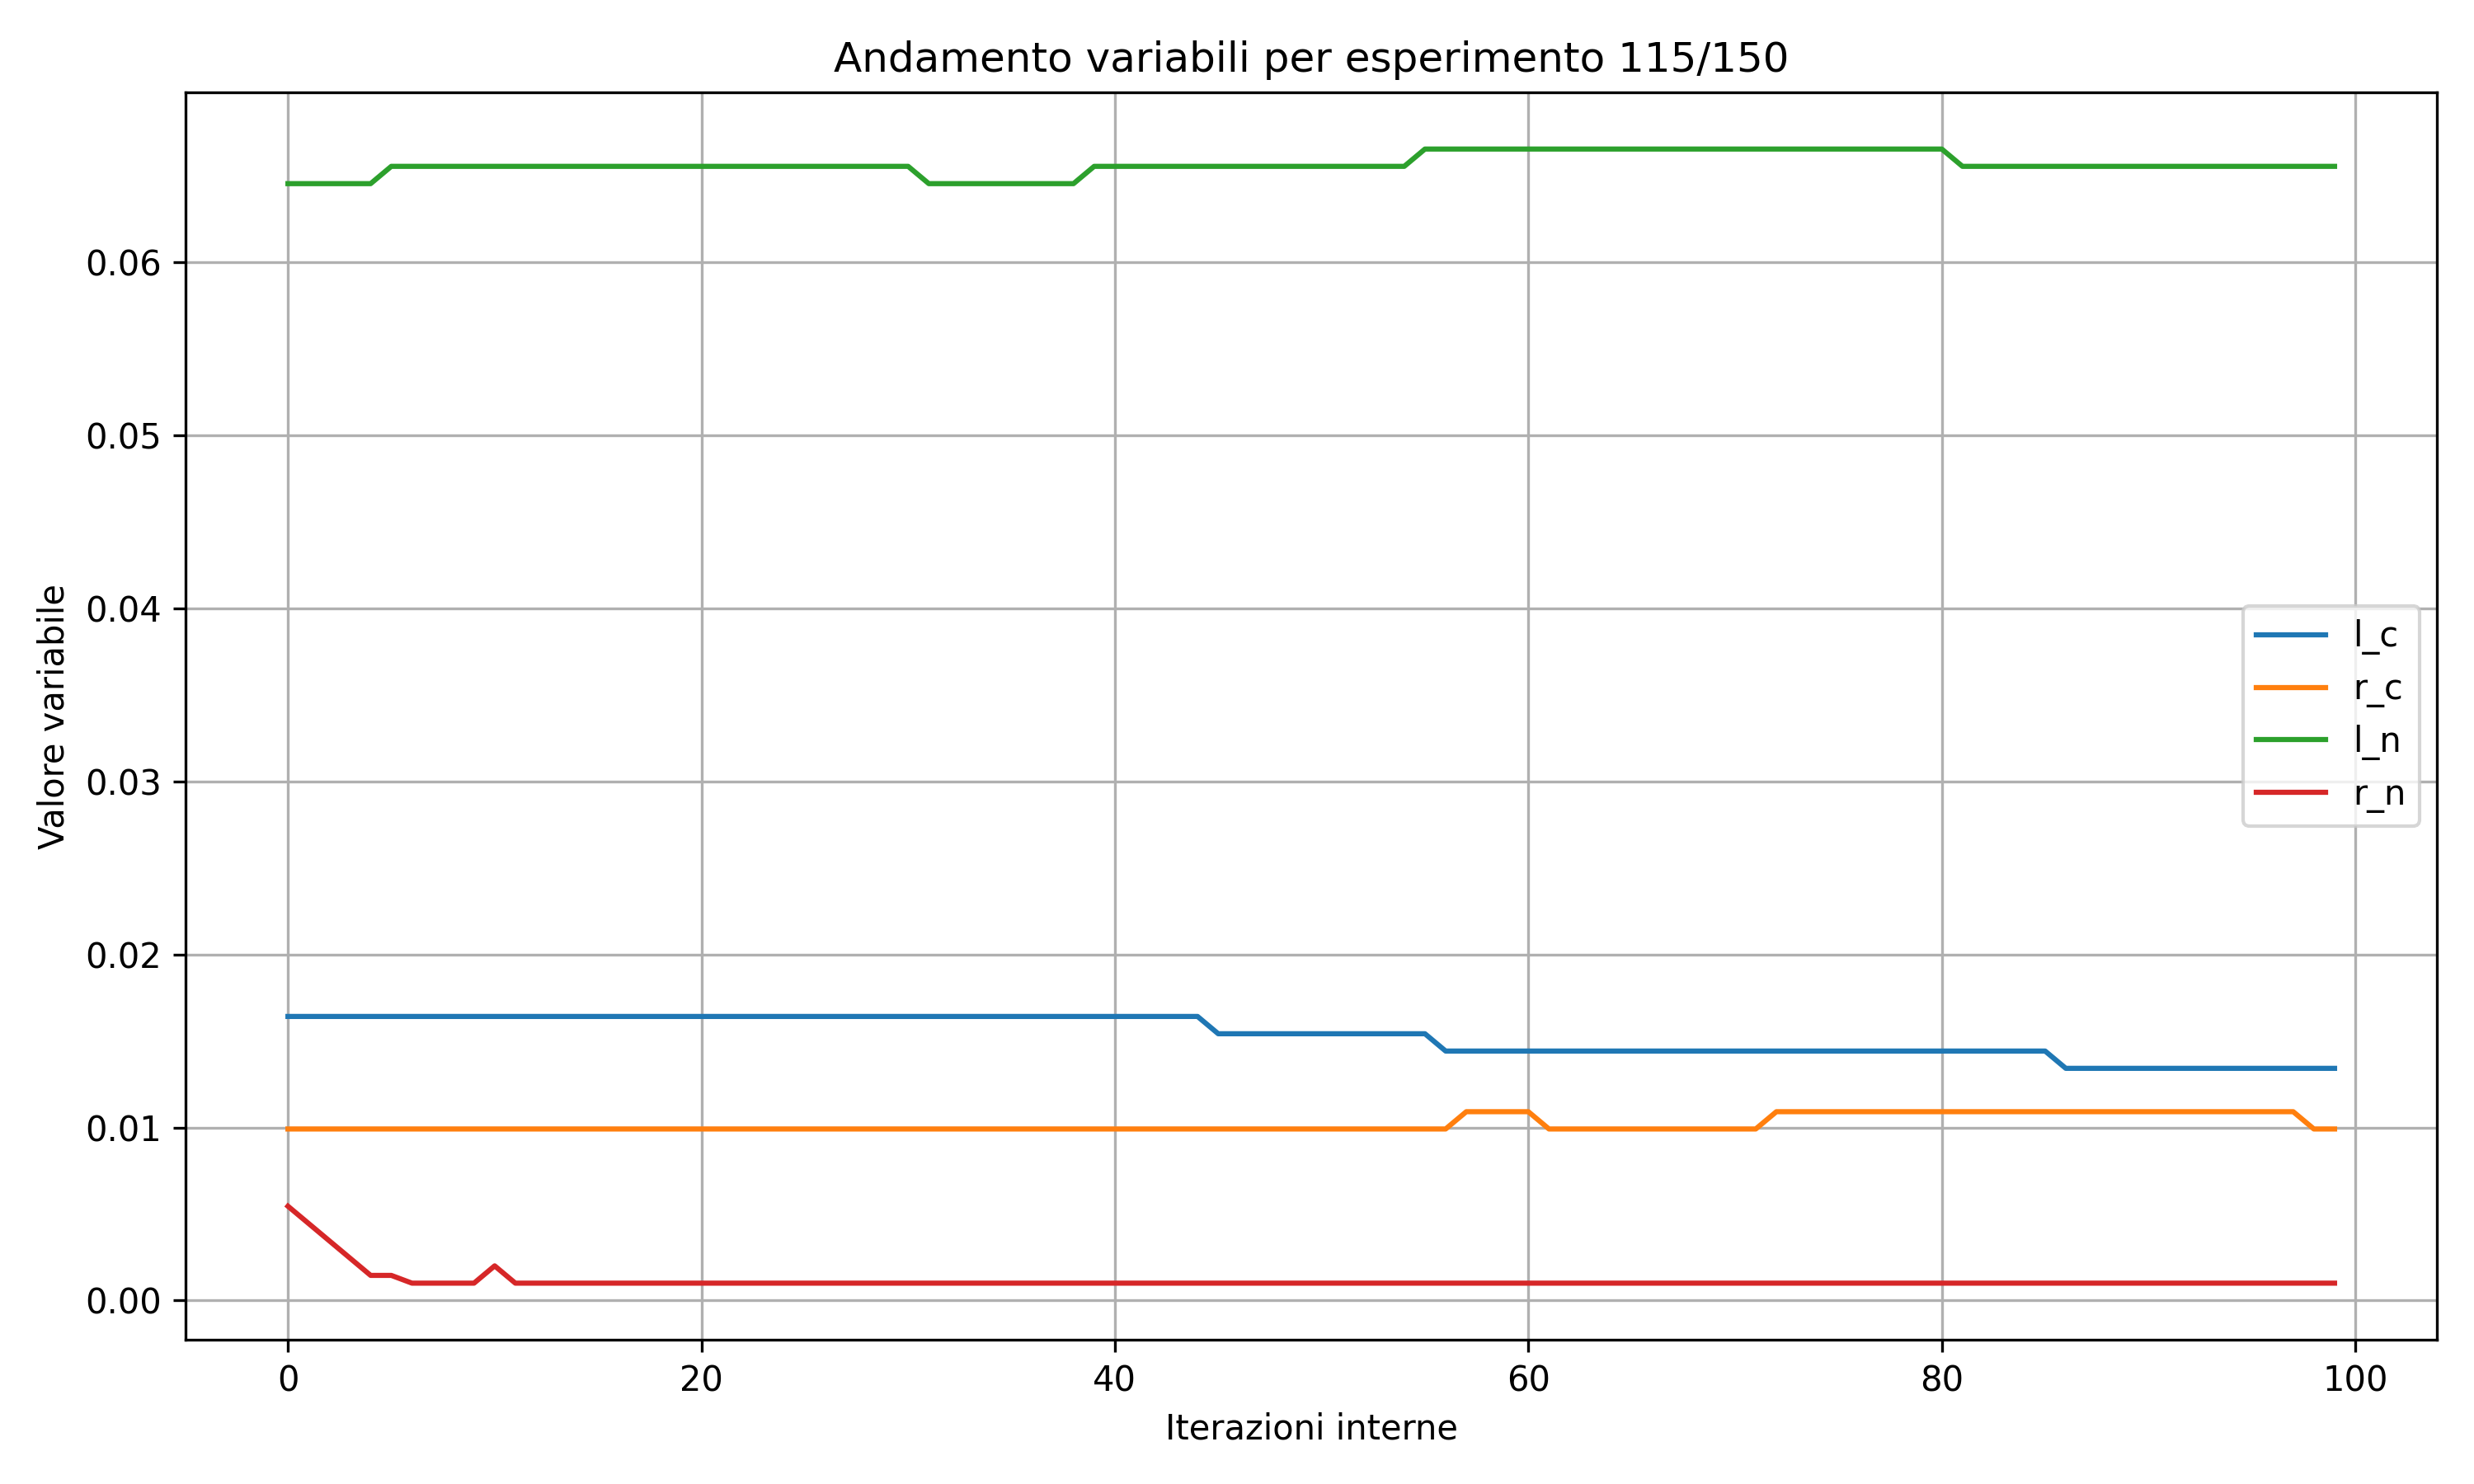 Andamento variabili per esperimento 115/150
Valore variabile
0.06
0.05
0.04
0.03
0.02
0.01
0.00
l_c
r_c
l_n
r_n
0 20 40 60 80 100
Iterazioni interne